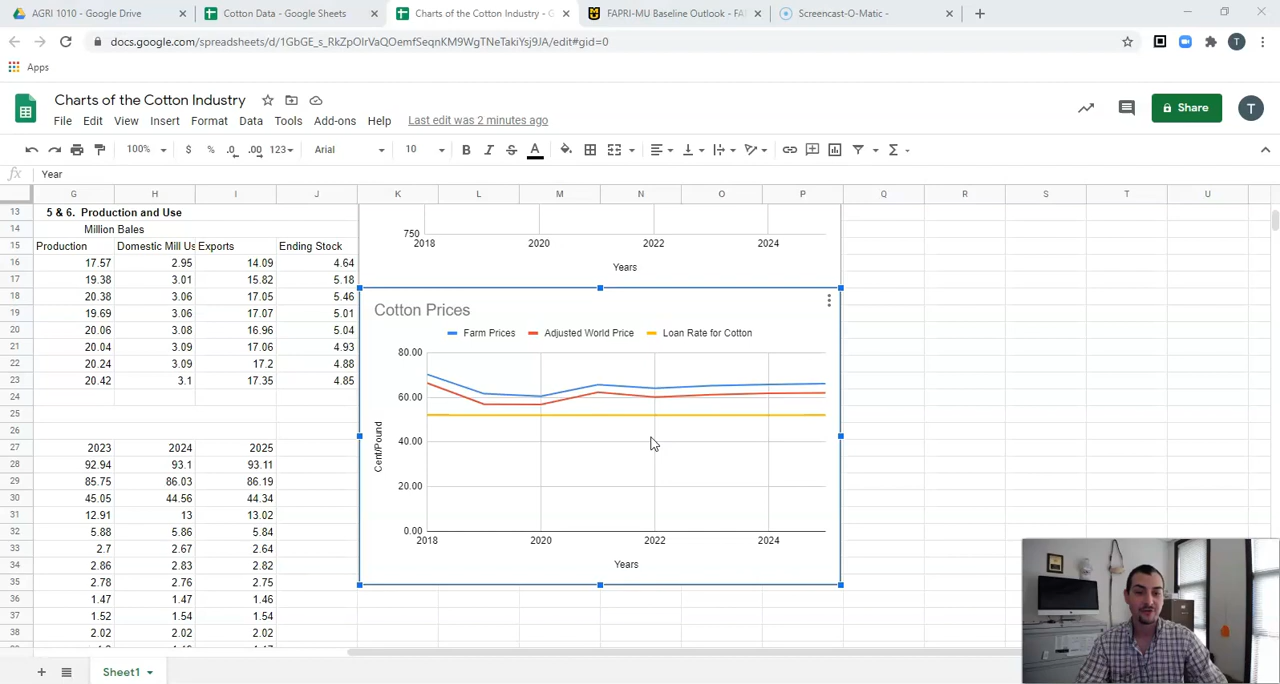 AGRI 1010 - Google Drive
Cotton Data - Google Sheets
Charts of the Cotton Industry - G
FAPRI-MU Baseline Outlook - FA
Screencast-O-Matic -
docs.google.com/spreadsheets/d/1GbGE_s_RkZpOlrVaQOemfSeqnKM9WgTNeTakiYsj9JA/edit#gid=0
T
Apps
Charts of the Cotton Industry
Share
T
File Edit View Insert Format Data Tools Add-ons Help Last edit was 2 minutes ago
100% $ % .0 .00 123 Arial 10 B I S A
fx Year
G H I J K L M N O P Q R S T U
13 5 & 6. Production and Use
14 Million Bales
15 Production Domestic Mill Us Exports Ending Stock
16 17.57 2.95 14.09 4.64
17 19.38 3.01 15.82 5.18
18 20.38 3.06 17.05 5.46
19 19.69 3.06 17.07 5.01
20 20.06 3.08 16.96 5.04
21 20.04 3.09 17.06 4.93
22 20.24 3.09 17.2 4.88
23 20.42 3.1 17.35 4.85
24
25
26
27 2023 2024 2025
28 92.94 93.1 93.11
29 85.75 86.03 86.19
30 45.05 44.56 44.34
31 12.91 13 13.02
32 5.88 5.86 5.84
33 2.7 2.67 2.64
34 2.86 2.83 2.82
35 2.78 2.76 2.75
36 1.47 1.47 1.46
37 1.52 1.54 1.54
38 2.02 2.02 2.02
750
2018 2020 2022 2024
Years
Cotton Prices
Farm Prices Adjusted World Price Loan Rate for Cotton
80.00
60.00
40.00
20.00
0.00
Cent/Pound
2018 2020 2022 2024
Years
Sheet1